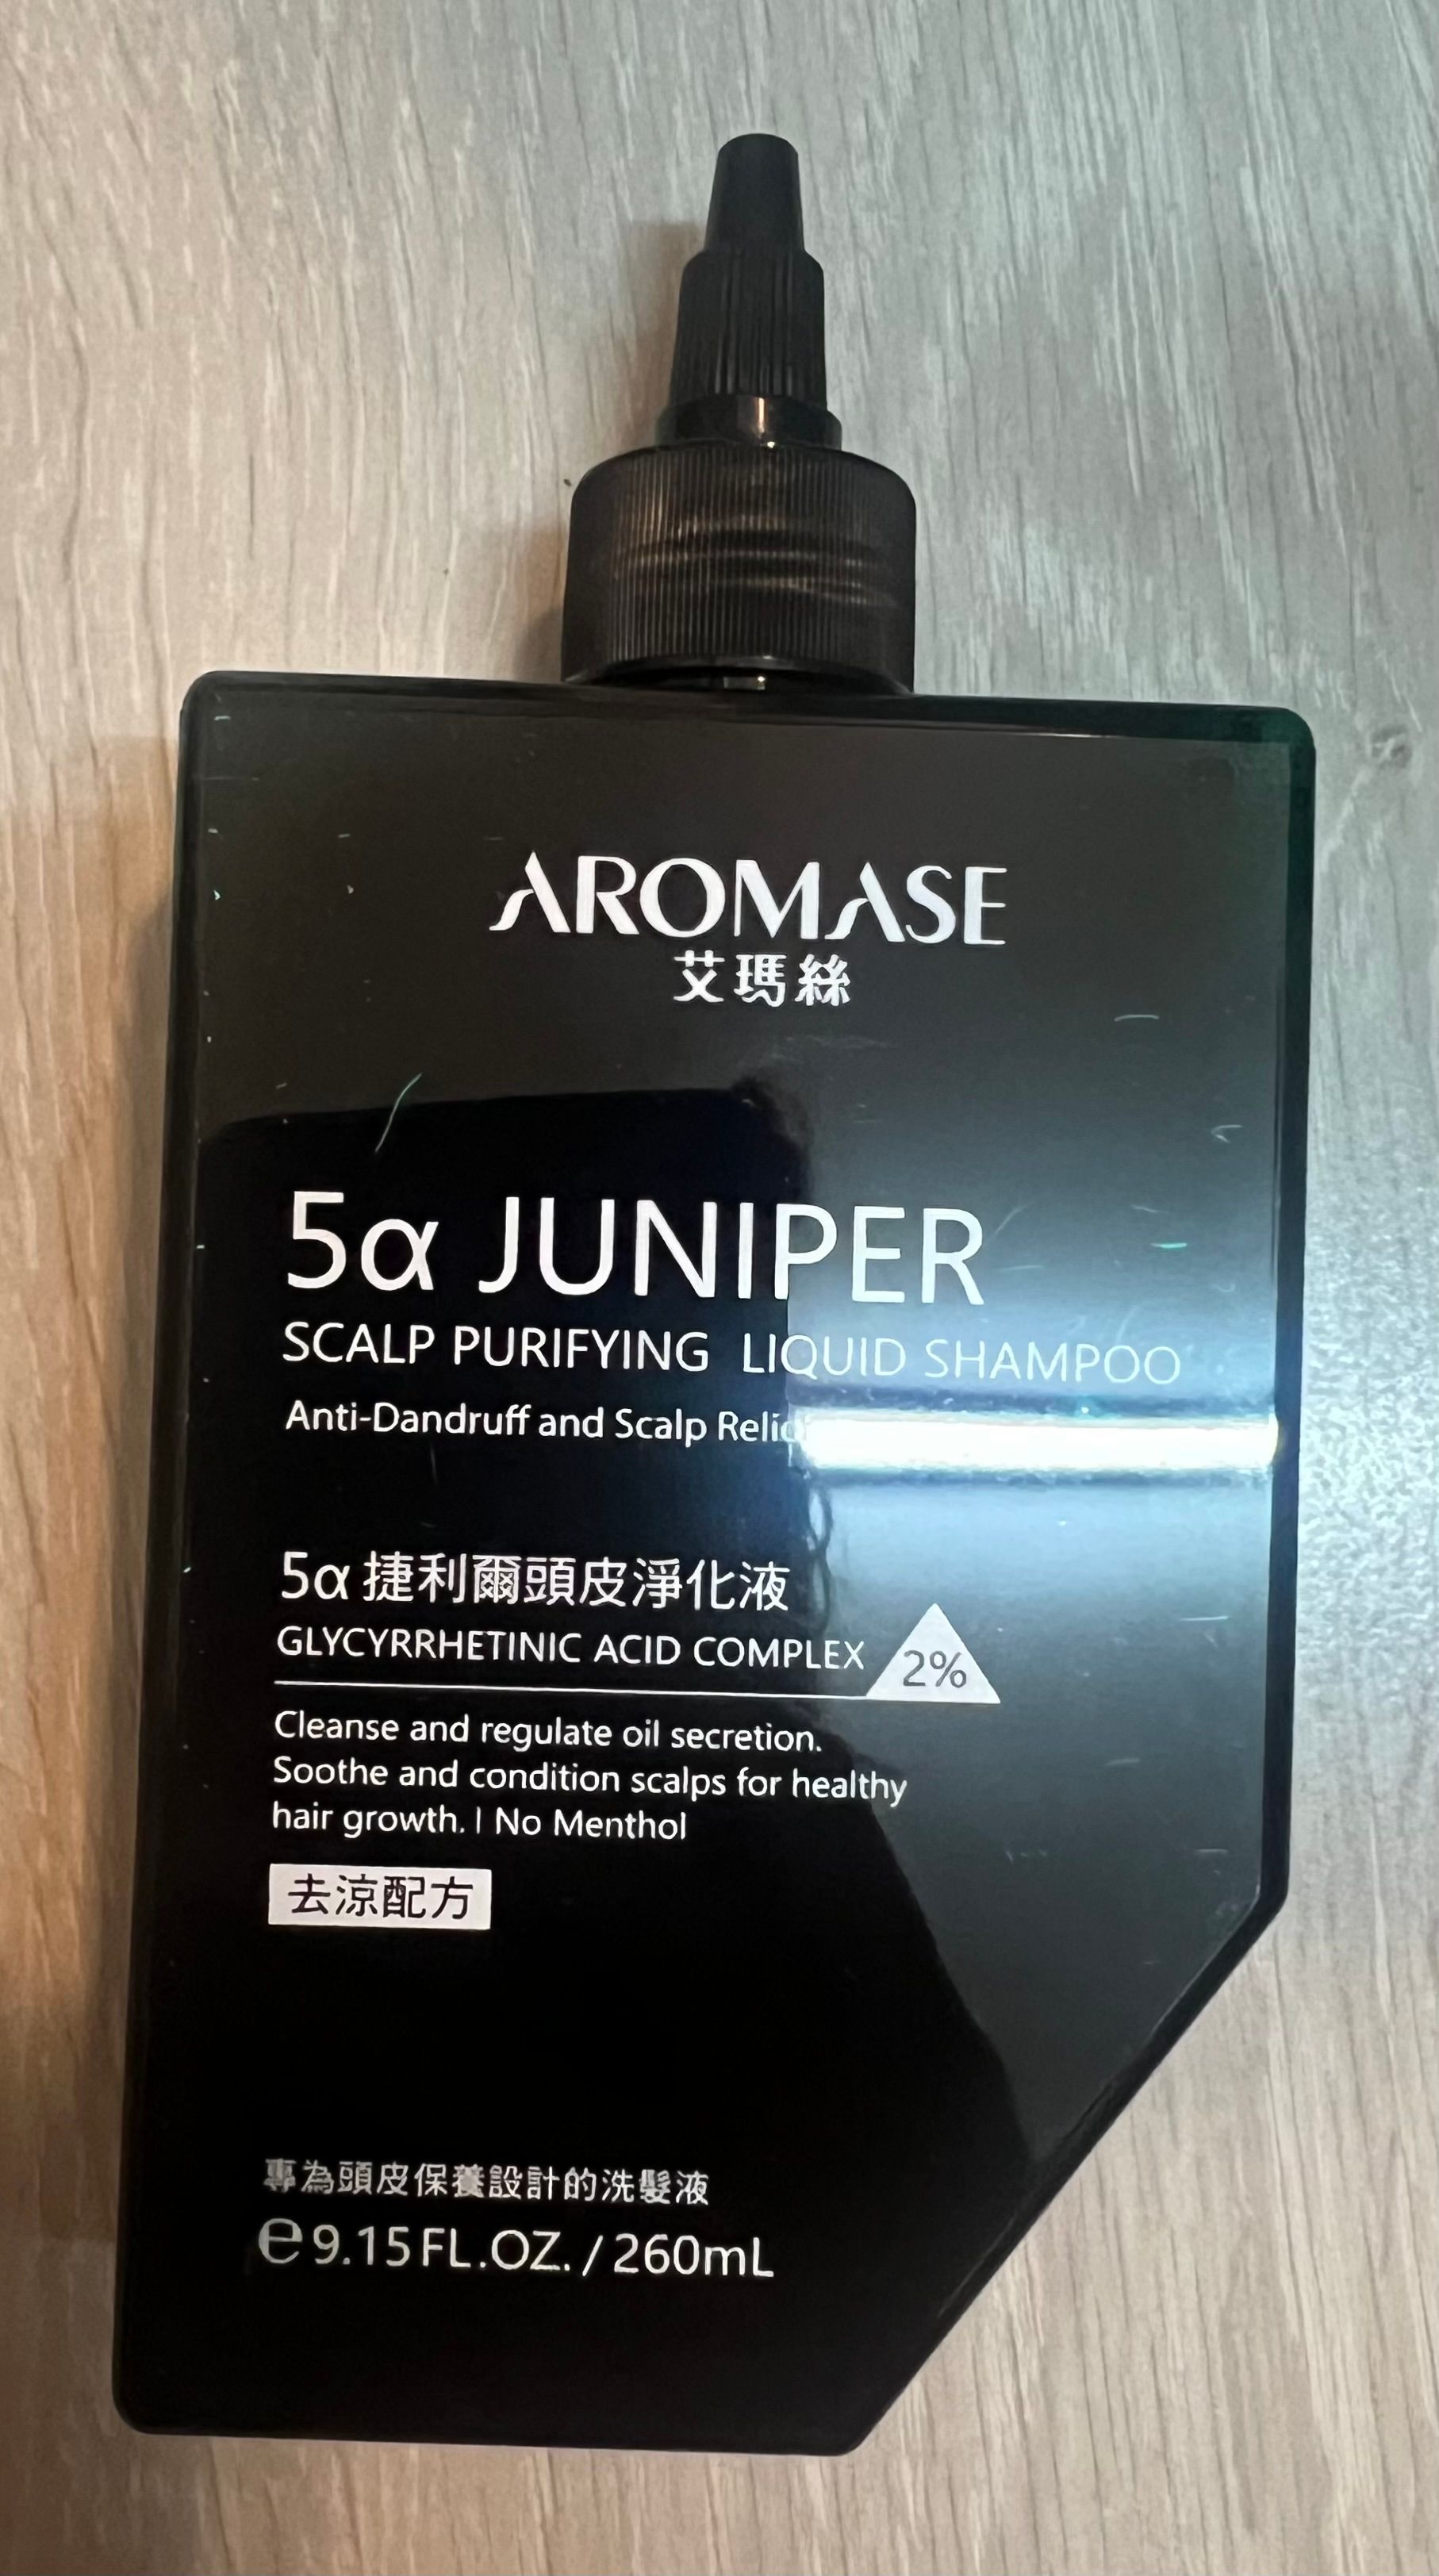 AROMASE
艾瑪絲
5α JUNIPER
SCALP PURIFYING LIQUID SHAMPOO
Anti-Dandruff and Scalp
5α捷利爾頭皮淨化液
GLYCYRRHETINIC ACID COMPLEX 2%
Cleanse and regulate oil secretion.
Soothe and condition scalps for healthy
hair growth. | No Menthol
去涼配方
專為頭皮保養設計的洗髮液
℮ 9.15 FL.OZ. / 260mL